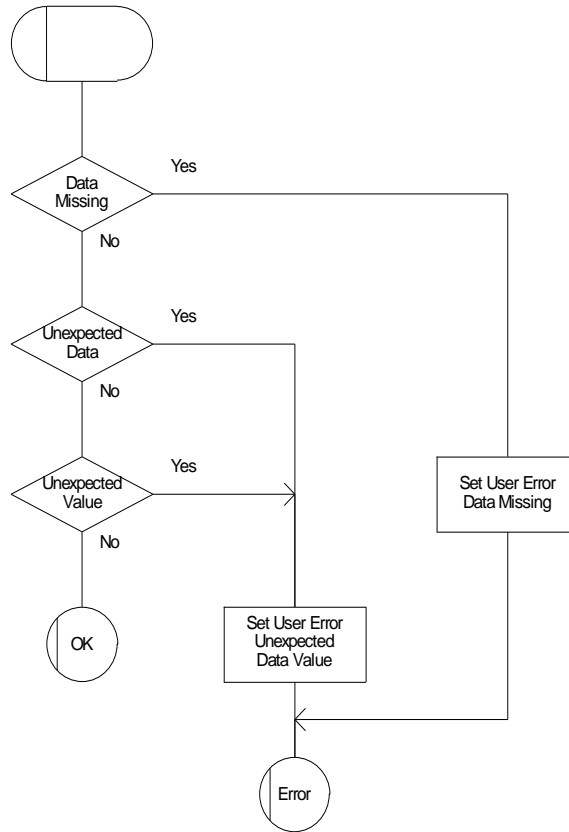 Yes
Data
Missing
No
Yes
Unexpected
Data
No
Yes
Unexpected
Value
Set User Error
Data Missing
No
Set User Error
Unexpected
Data Value
OK
Error